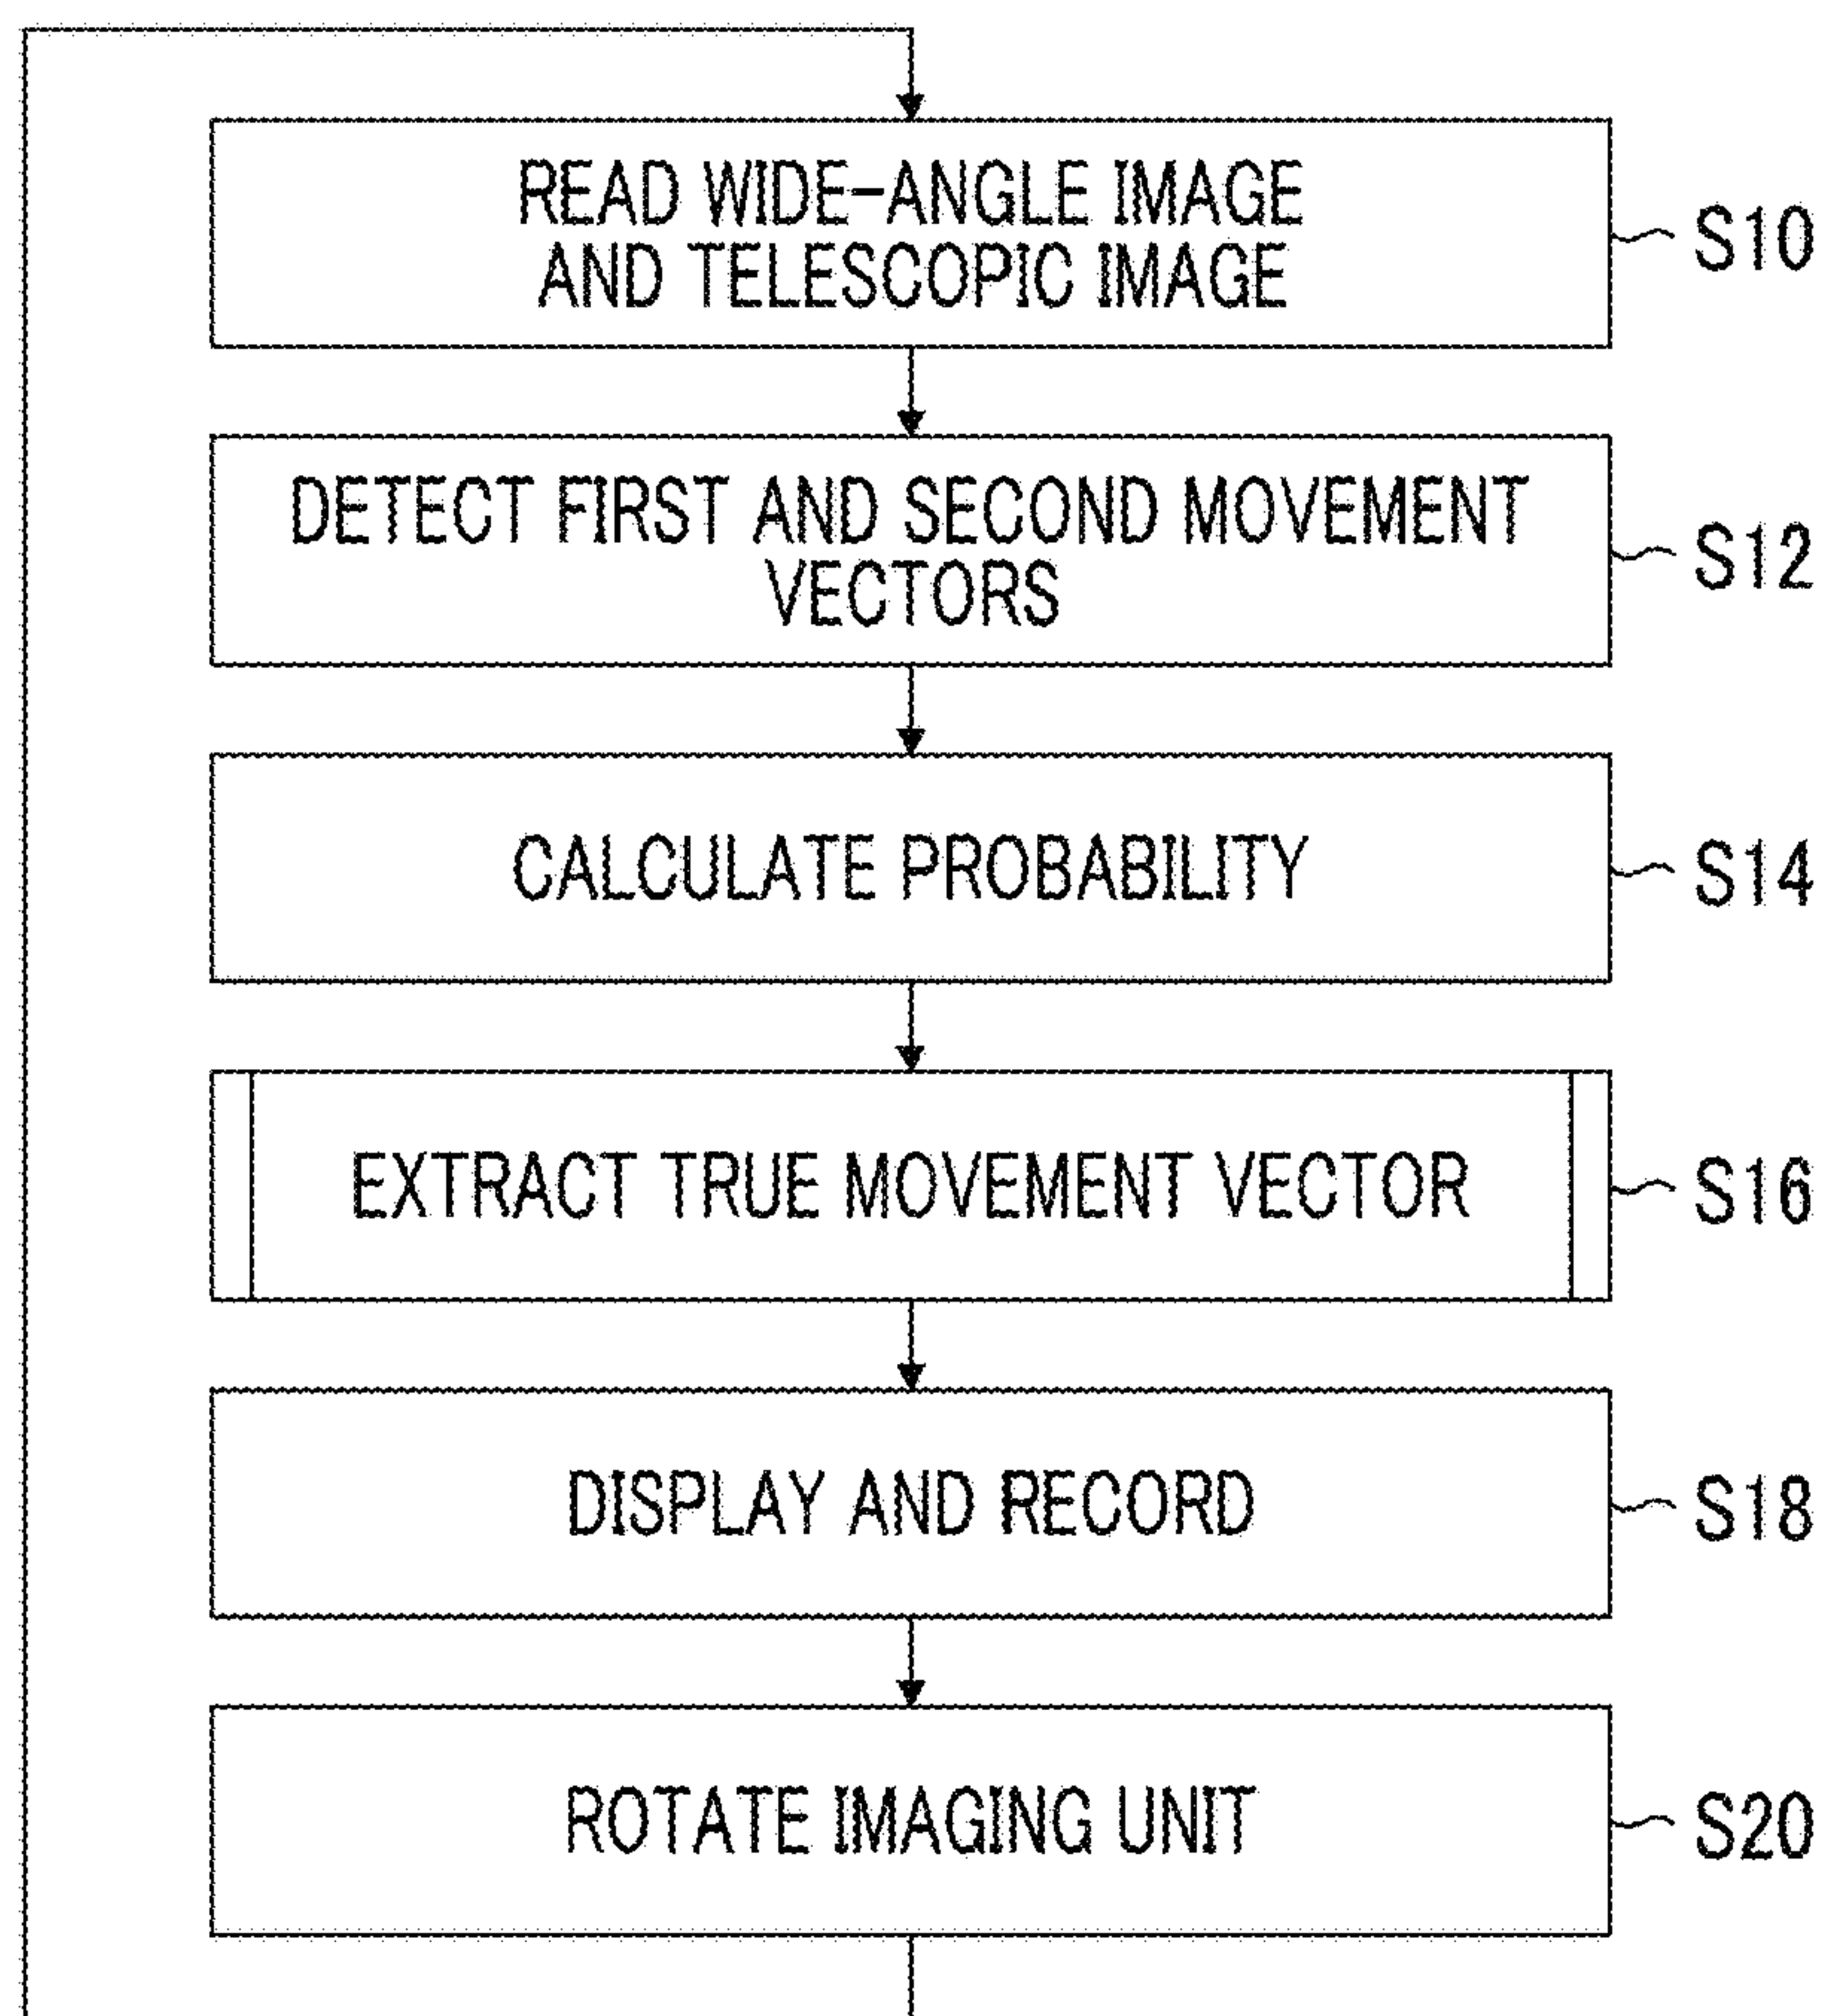 READ WIDE-ANGLE IMAGE
AND TELESCOPIC IMAGE
S10
DETECT FIRST AND SECOND MOVEMENT
VECTORS
S12
CALCULATE PROBABILITY
S14
EXTRACT TRUE MOVEMENT VECTOR
S16
DISPLAY AND RECORD
S18
ROTATE IMAGING UNIT
S20